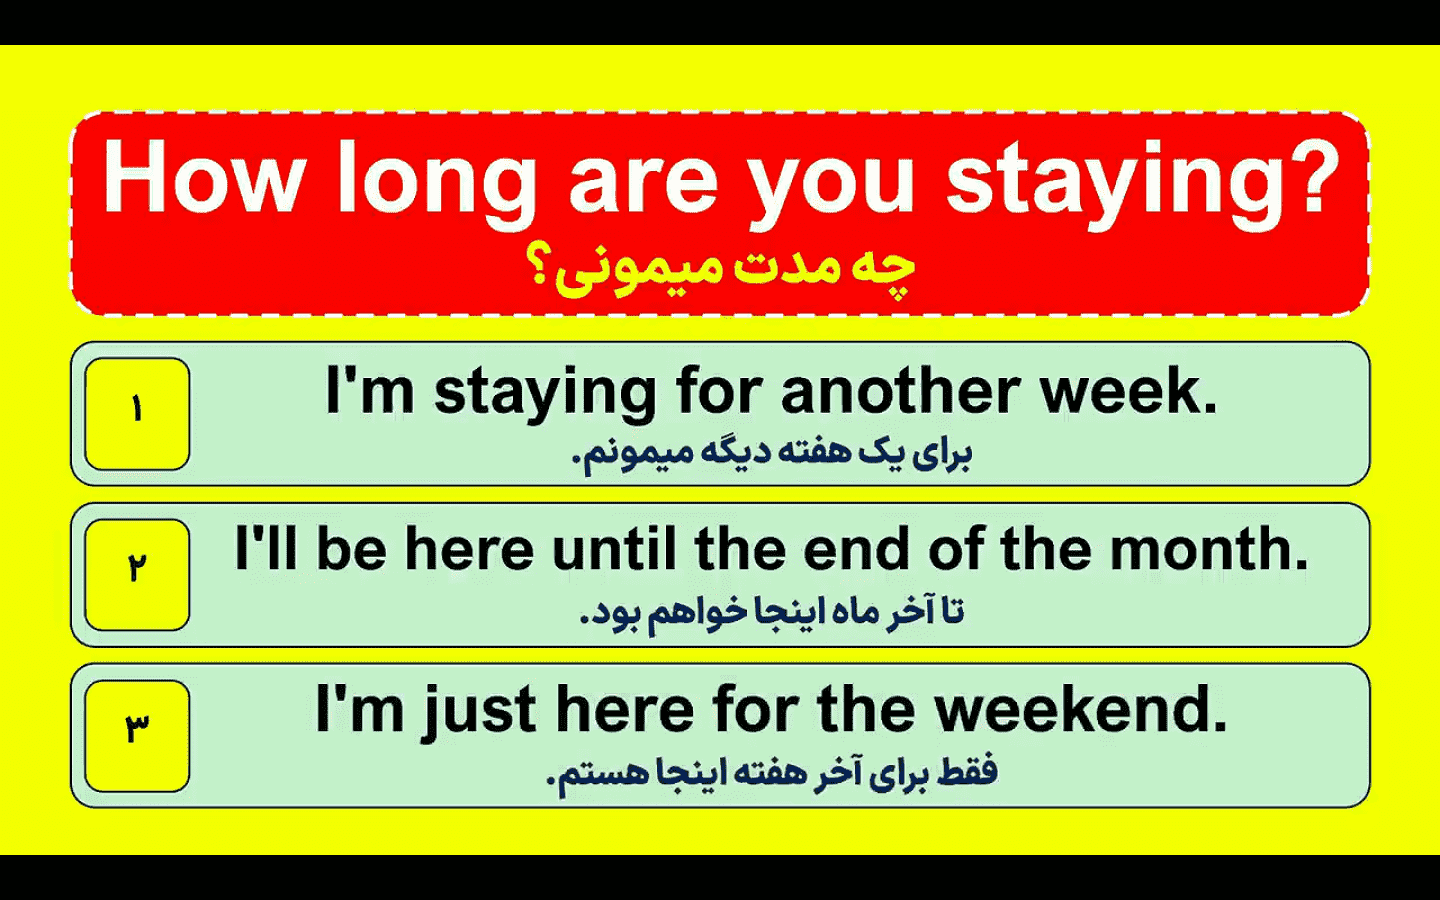 How long are you staying?
چه مدت میمونی؟
۱
I'm staying for another week.
برای یک هفته دیگه میمونم.
۲
I'll be here until the end of the month.
تا آخر ماه اینجا خواهم بود.
۳
I'm just here for the weekend.
فقط برای آخر هفته اینجا هستم.